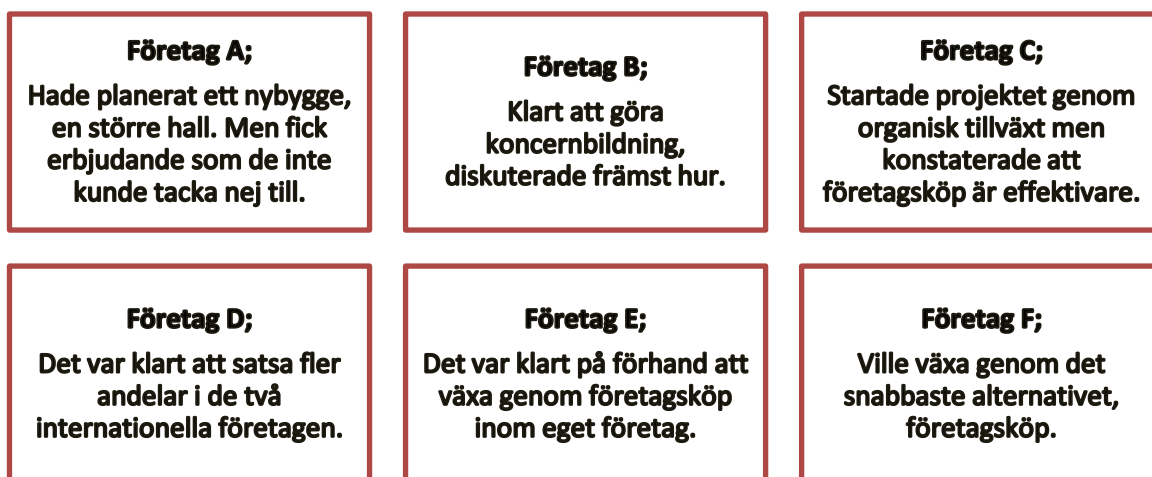 Företag A;
Hade planerat ett nybygge,
en större hall. Men fick
erbjudande som de inte
kunde tacka nej till.
Företag B;
Klart att göra
koncernbildning,
diskuterade främst hur.
Företag C;
Startade projektet genom
organisk tillväxt men
konstaterade att
företagsköp är effektivare.
Företag D;
Det var klart att satsa fler
andelar i de två
internationella företagen.
Företag E;
Det var klart på förhand att
växa genom företagsköp
inom eget företag.
Företag F;
Ville växa genom det
snabbaste alternativet,
företagsköp.